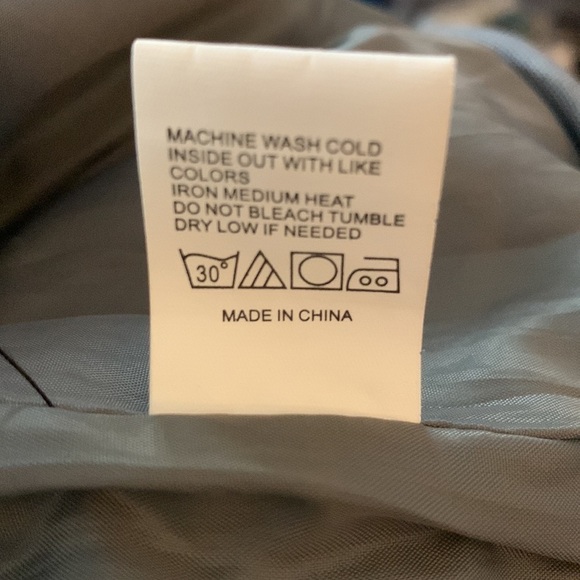 MACHINE WASH COLD
INSIDE OUT WITH LIKE
COLORS
IRON MEDIUM HEAT
DO NOT BLEACH TUMBLE
DRY LOW IF NEEDED
30°
MADE IN CHINA